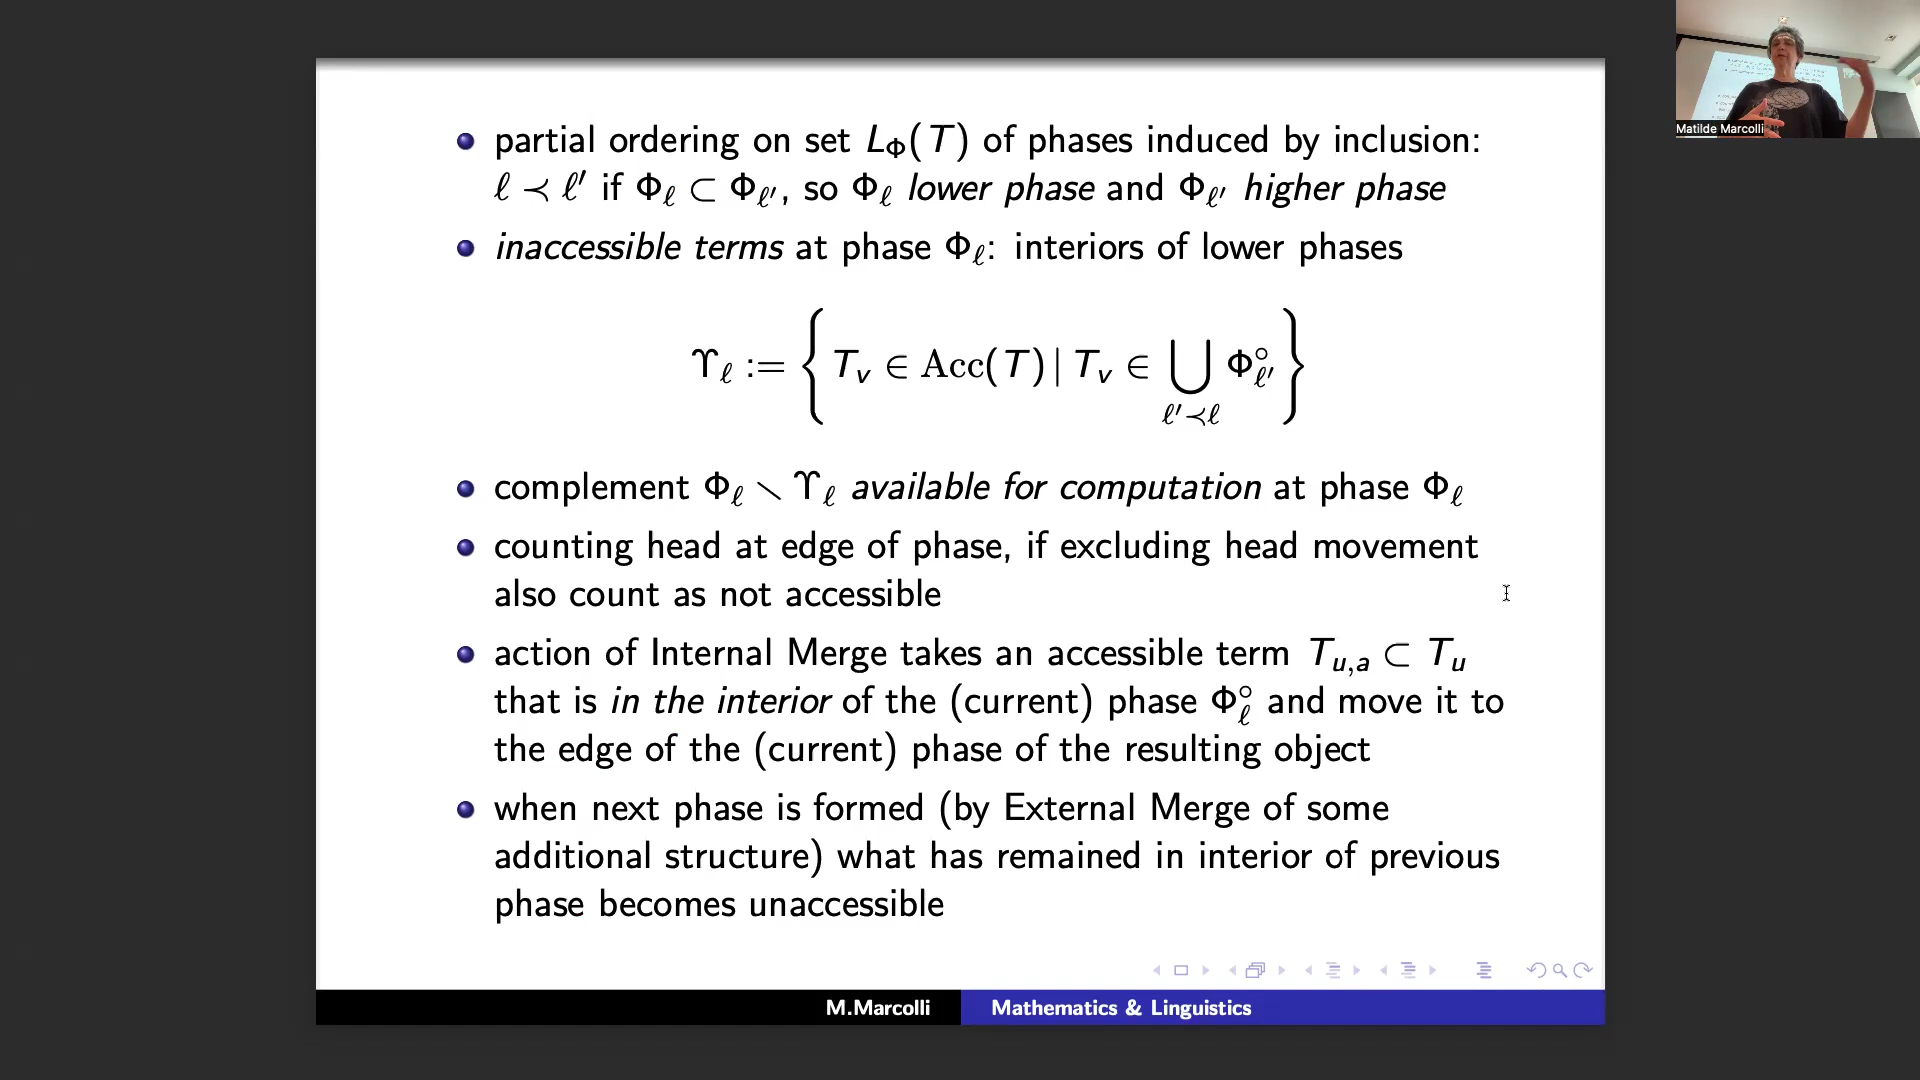 partial ordering on set L_Φ(T) of phases induced by inclusion:
ℓ ≺ ℓ′ if Φ_ℓ ⊂ Φ_ℓ′, so Φ_ℓ lower phase and Φ_ℓ′ higher phase
inaccessible terms at phase Φ_ℓ: interiors of lower phases
ϒ_ℓ := { T_v ∈ Acc(T) | T_v ∈ ⋃_{ℓ′≺ℓ} Φ°_ℓ′ }
complement Φ_ℓ ∖ ϒ_ℓ available for computation at phase Φ_ℓ
counting head at edge of phase, if excluding head movement
also count as not accessible
action of Internal Merge takes an accessible term T_{u,a} ⊂ T_u
that is in the interior of the (current) phase Φ°_ℓ and move it to
the edge of the (current) phase of the resulting object
when next phase is formed (by External Merge of some
additional structure) what has remained in interior of previous
phase becomes unaccessible
M.Marcolli
Mathematics & Linguistics
Matilde Marcolli